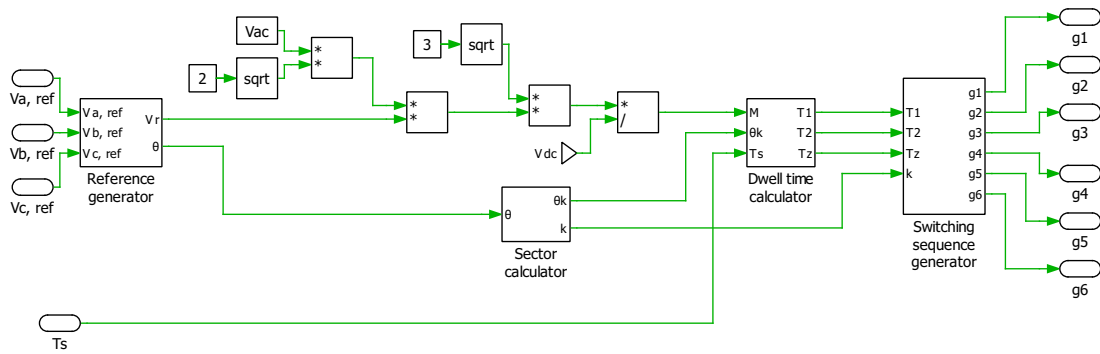 Va, ref
Vb, ref
Vc, ref
Va, ref
Vb, ref
Vc, ref
Vr
θ
Reference
generator
Vac
2
sqrt
*
*
*
*
3
sqrt
*
*
*
/
Vdc
θ
θk
k
Sector
calculator
M
θk
Ts
T1
T2
Tz
Dwell time
calculator
T1
T2
Tz
k
g1
g2
g3
g4
g5
g6
Switching
sequence
generator
g1
g2
g3
g4
g5
g6
Ts